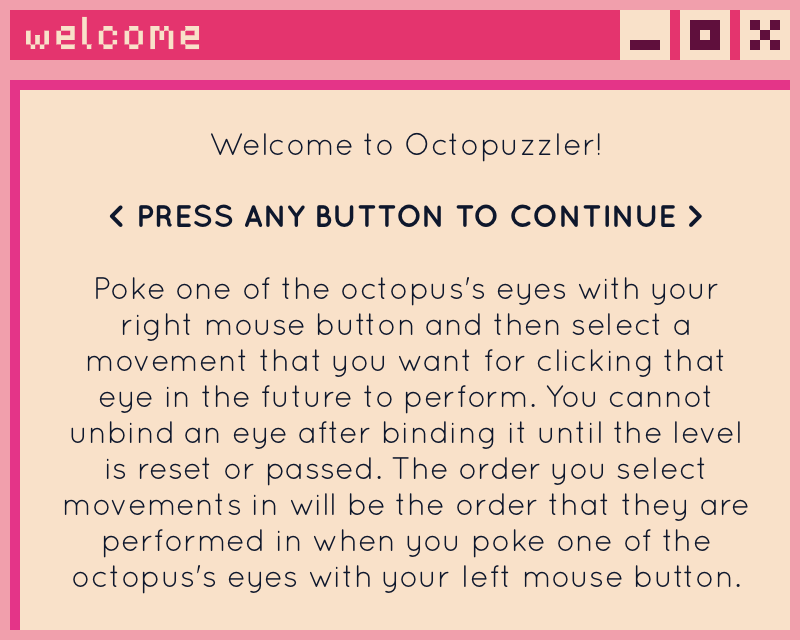 welcome
Welcome to Octopuzzler!
< PRESS ANY BUTTON TO CONTINUE >
Poke one of the octopus's eyes with your
right mouse button and then select a
movement that you want for clicking that
eye in the future to perform. You cannot
unbind an eye after binding it until the level
is reset or passed. The order you select
movements in will be the order that they are
performed in when you poke one of the
octopus's eyes with your left mouse button.